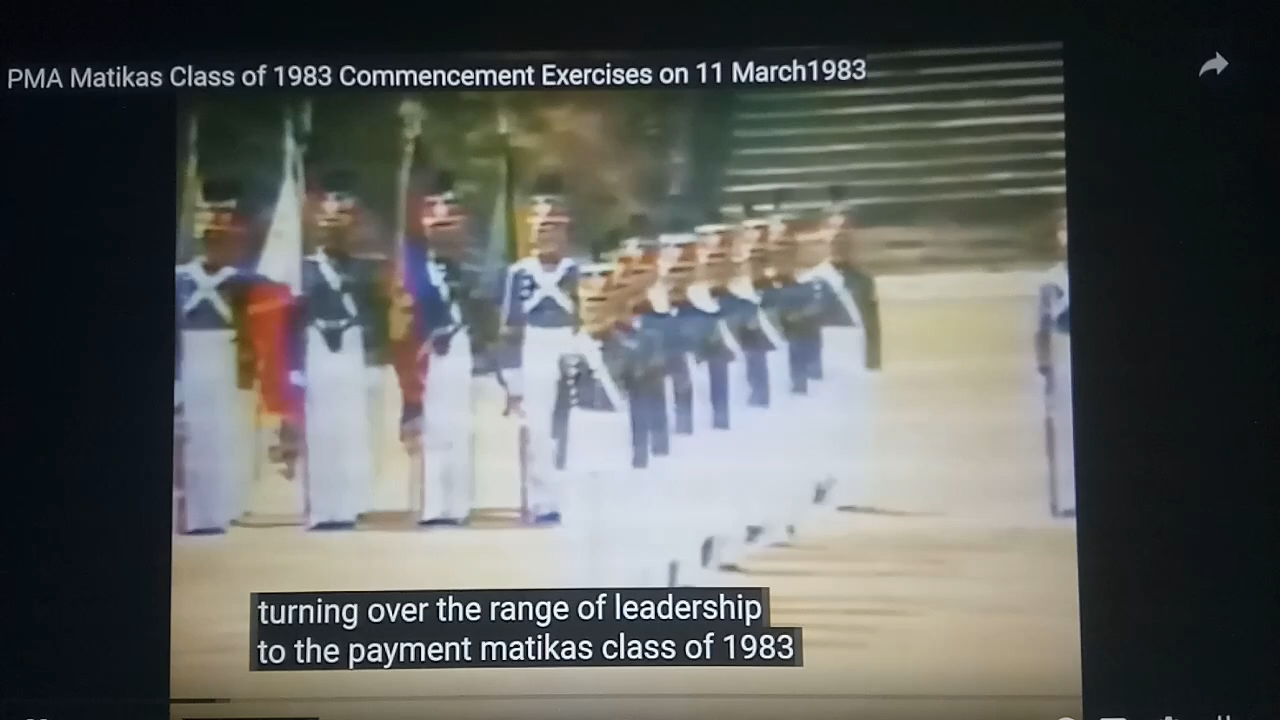 PMA Matikas Class of 1983 Commencement Exercises on 11 March1983
turning over the range of leadership
to the payment matikas class of 1983